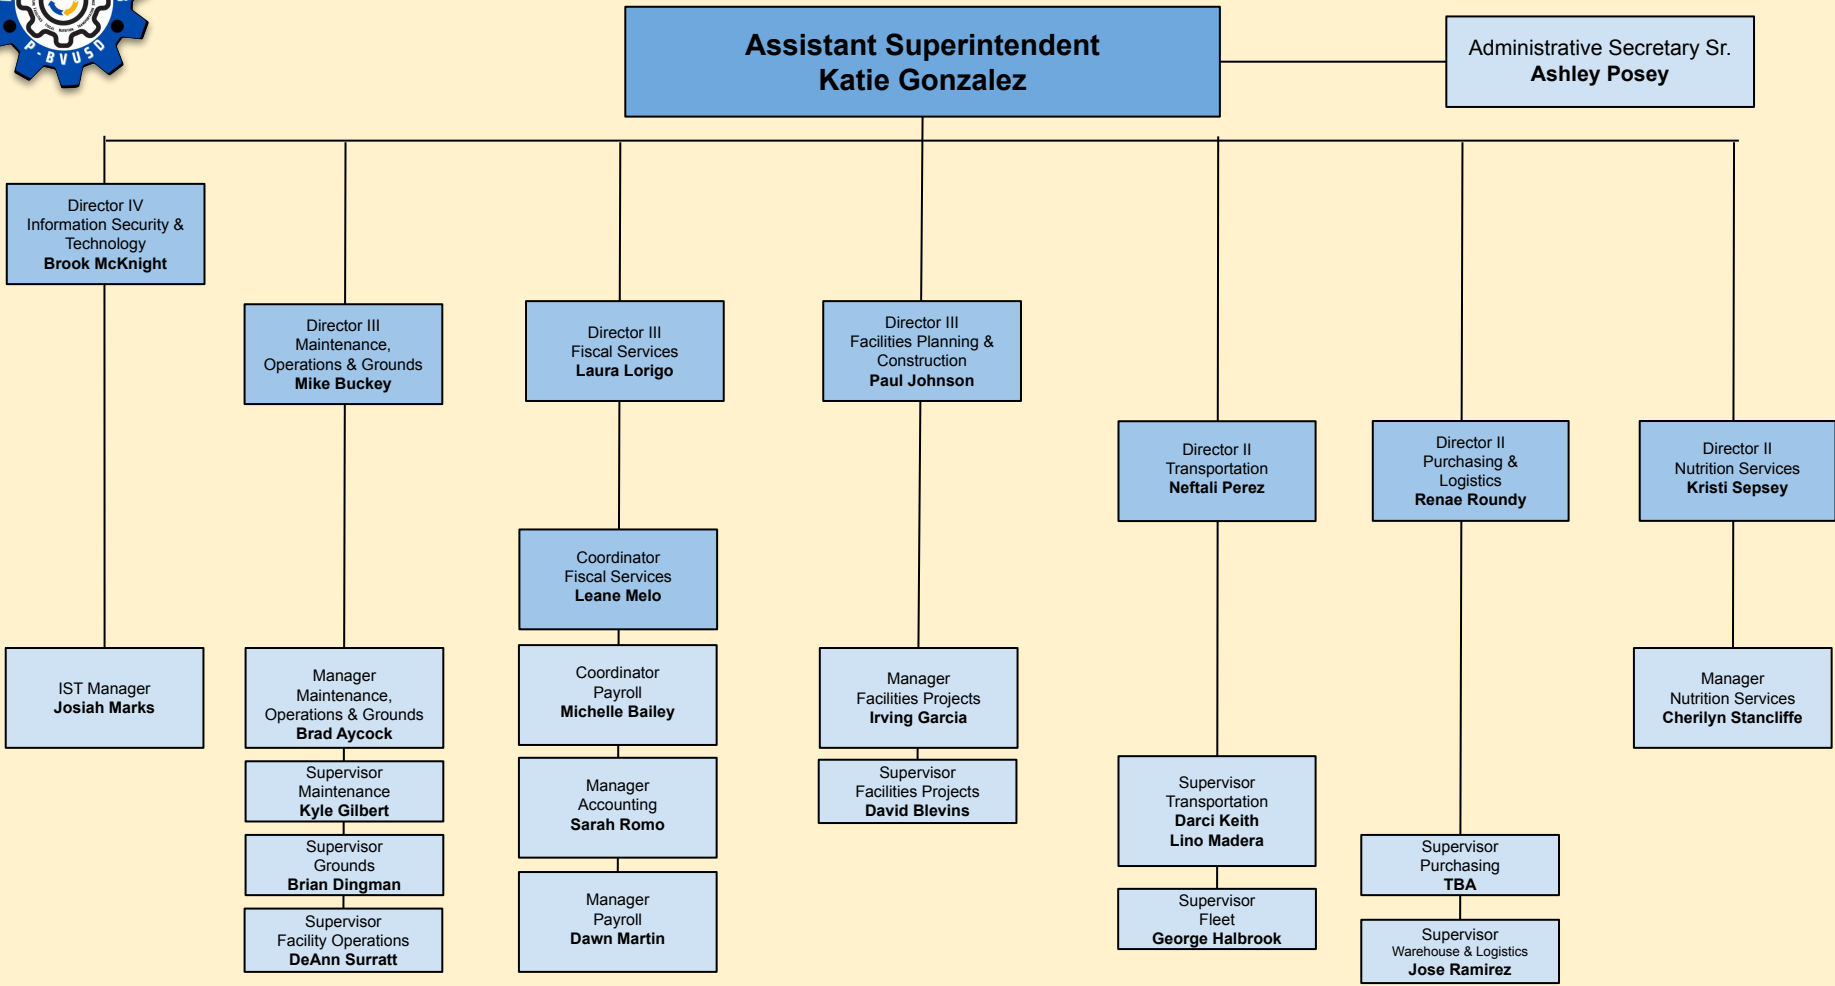 P-BVUSD
Assistant Superintendent
Katie Gonzalez
Administrative Secretary Sr.
Ashley Posey
Director IV
Information Security &
Technology
Brook McKnight
Director III
Maintenance,
Operations & Grounds
Mike Buckey
Director III
Fiscal Services
Laura Lorigo
Director III
Facilities Planning &
Construction
Paul Johnson
Director II
Transportation
Neftali Perez
Director II
Purchasing &
Logistics
Renae Roundy
Director II
Nutrition Services
Kristi Sepsey
Coordinator
Fiscal Services
Leane Melo
IST Manager
Josiah Marks
Manager
Maintenance,
Operations & Grounds
Brad Aycock
Supervisor
Maintenance
Kyle Gilbert
Supervisor
Grounds
Brian Dingman
Supervisor
Facility Operations
DeAnn Surratt
Coordinator
Payroll
Michelle Bailey
Manager
Accounting
Sarah Romo
Manager
Payroll
Dawn Martin
Manager
Facilities Projects
Irving Garcia
Supervisor
Facilities Projects
David Blevins
Supervisor
Transportation
Darci Keith
Lino Madera
Supervisor
Fleet
George Halbrook
Supervisor
Purchasing
TBA
Supervisor
Warehouse & Logistics
Jose Ramirez
Manager
Nutrition Services
Cherilyn Stancliffe